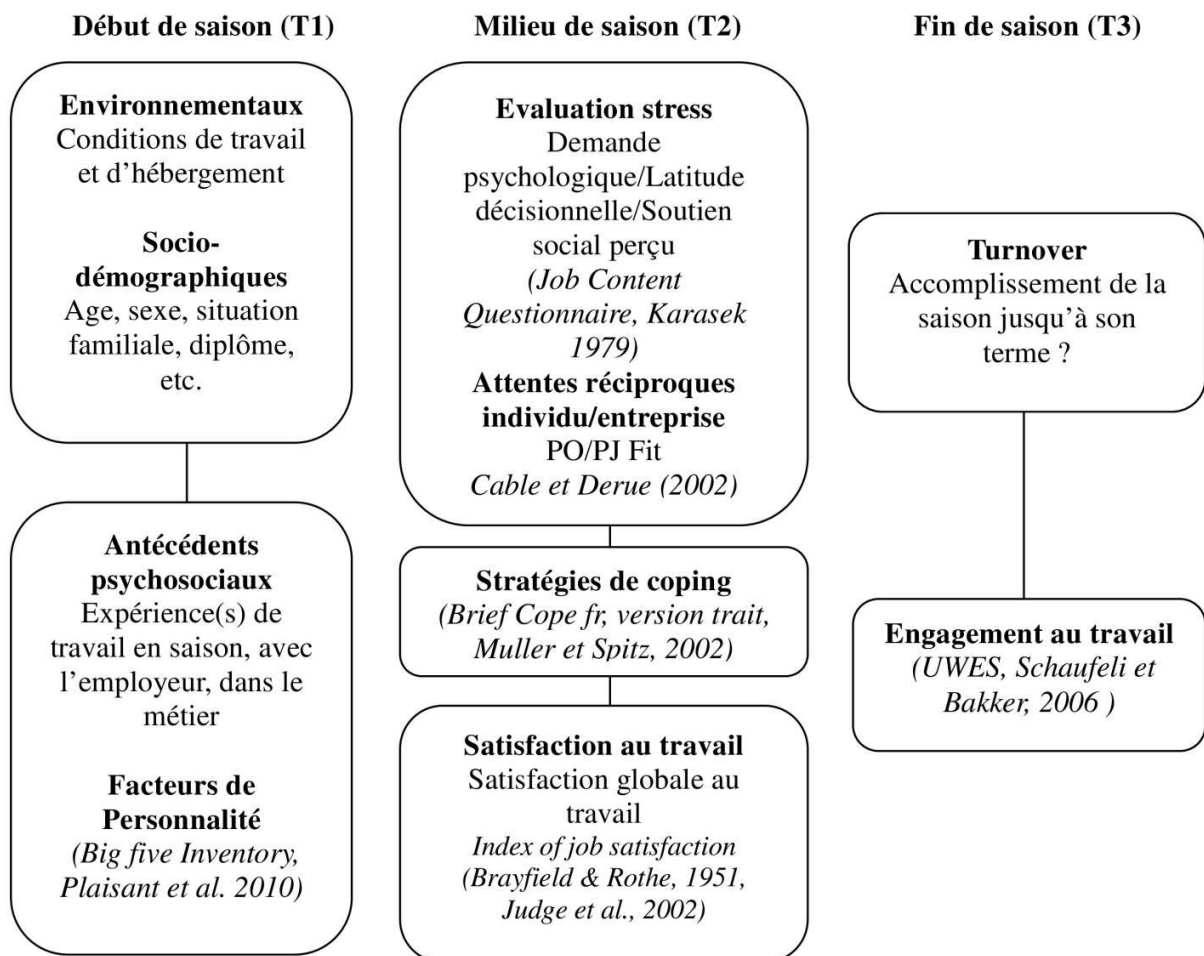 Début de saison (T1)
Environnementaux
Conditions de travail
et d’hébergement
Socio-
démographiques
Age, sexe, situation
familiale, diplôme,
etc.
Antécédents
psychosociaux
Expérience(s) de
travail en saison, avec
l’employeur, dans le
métier
Facteurs de
Personnalité
(Big five Inventory,
Plaisant et al. 2010)
Milieu de saison (T2)
Evaluation stress
Demande
psychologique/Latitude
décisionnelle/Soutien
social perçu
(Job Content
Questionnaire, Karasek
1979)
Attentes réciproques
individu/entreprise
PO/PJ Fit
Cable et Derue (2002)
Stratégies de coping
(Brief Cope fr, version trait,
Muller et Spitz, 2002)
Satisfaction au travail
Satisfaction globale au
travail
Index of job satisfaction
(Brayfield & Rothe, 1951,
Judge et al., 2002)
Fin de saison (T3)
Turnover
Accomplissement de la
saison jusqu’à son
terme ?
Engagement au travail
(UWES, Schaufeli et
Bakker, 2006 )